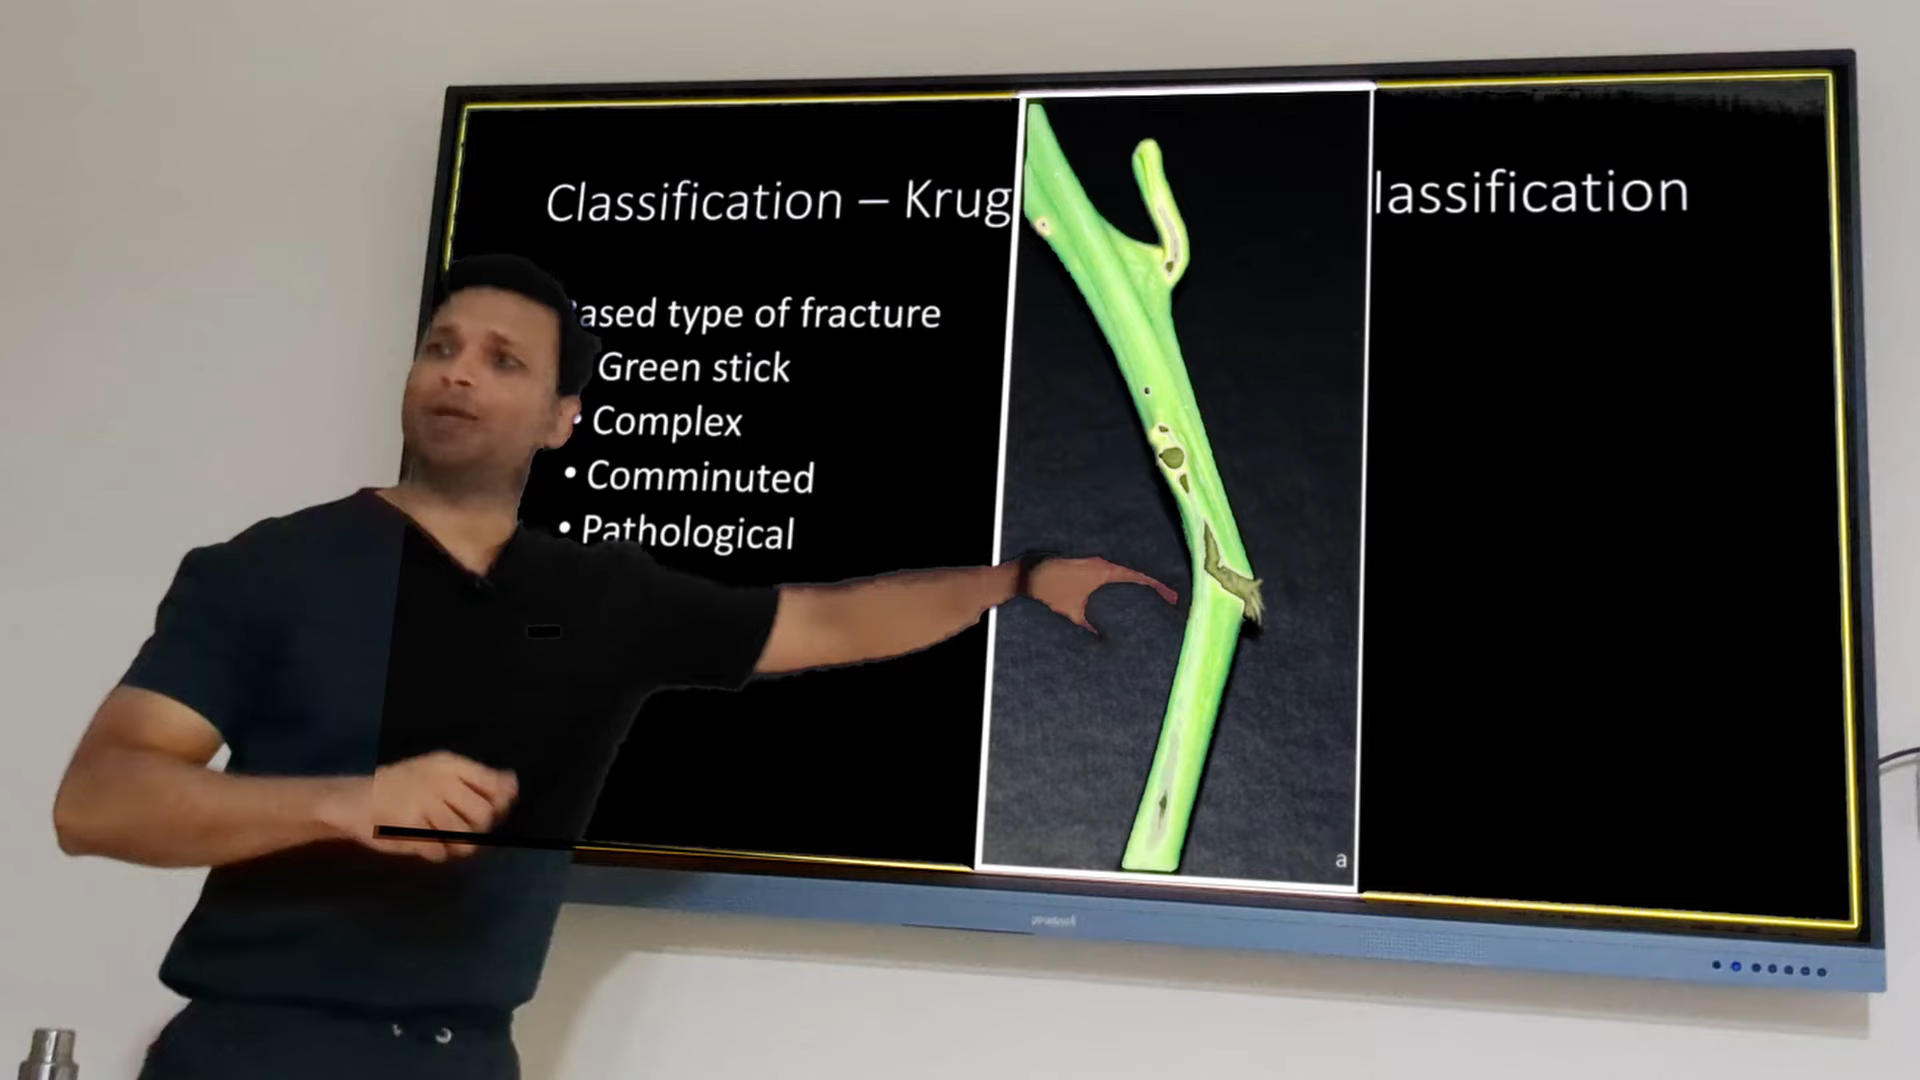 Classification – Krug lassification
ased type of fracture
Green stick
• Complex
• Comminuted
• Pathological
a